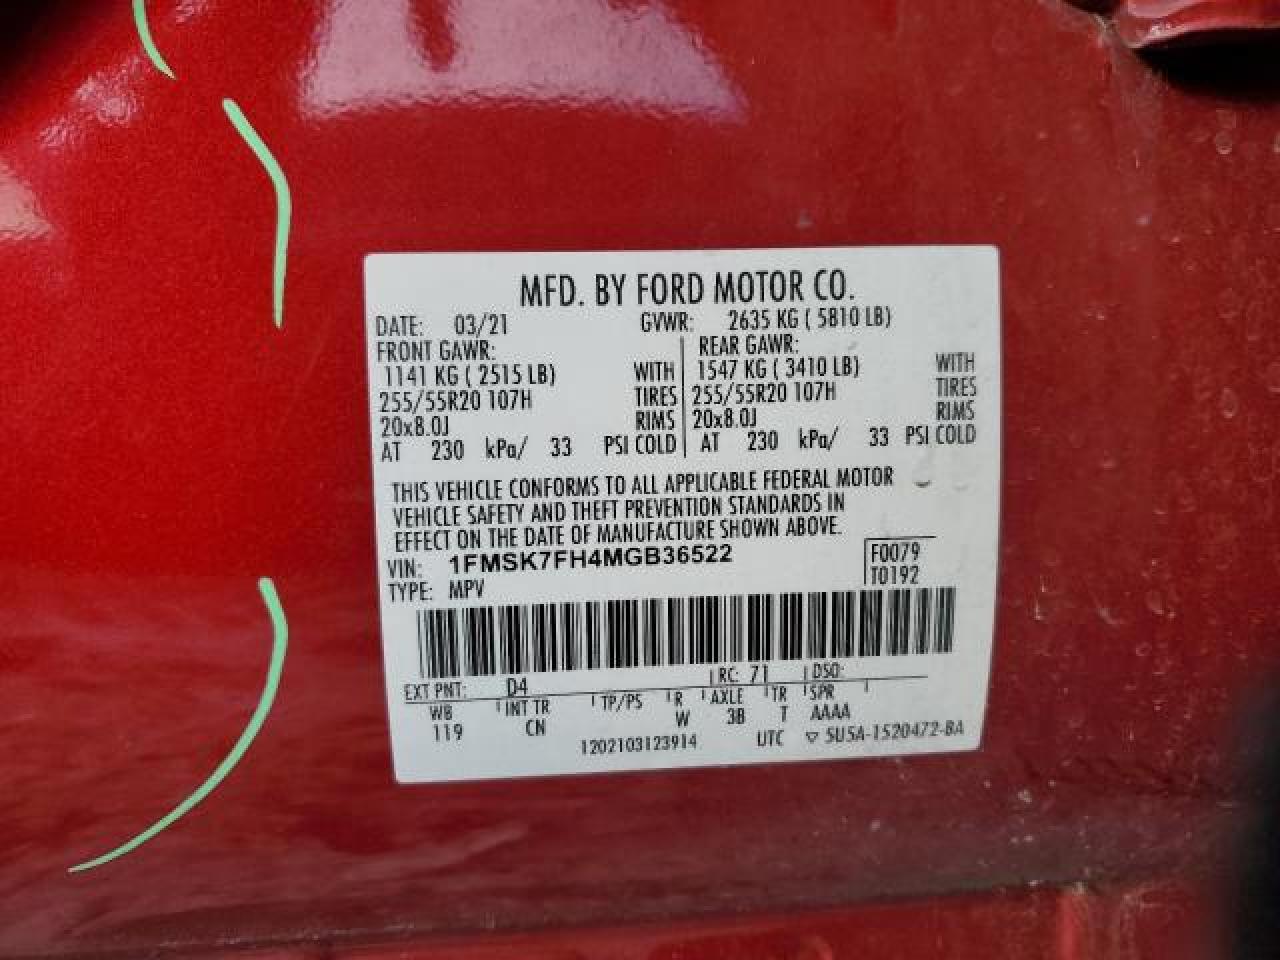 MFD. BY FORD MOTOR CO.
DATE: 03/21 GVWR: 2635 KG ( 5810 LB)
FRONT GAWR: REAR GAWR:
1141 KG ( 2515 LB) WITH 1547 KG ( 3410 LB) WITH
255/55R20 107H TIRES 255/55R20 107H TIRES
20x8.0J RIMS 20x8.0J RIMS
AT 230 kPa/ 33 PSI COLD AT 230 kPa/ 33 PSI COLD
THIS VEHICLE CONFORMS TO ALL APPLICABLE FEDERAL MOTOR
VEHICLE SAFETY AND THEFT PREVENTION STANDARDS IN
EFFECT ON THE DATE OF MANUFACTURE SHOWN ABOVE.
VIN: 1FMSK7FH4MGB36522 F0079
TYPE: MPV T0192
EXT PNT: D4 RC: 71 DSO:
WB INT TR TP/PS R AXLE TR SPR
119 CN W 3B T AAAA
1202103123914 UTC ▽ 5U5A-1520472-BA